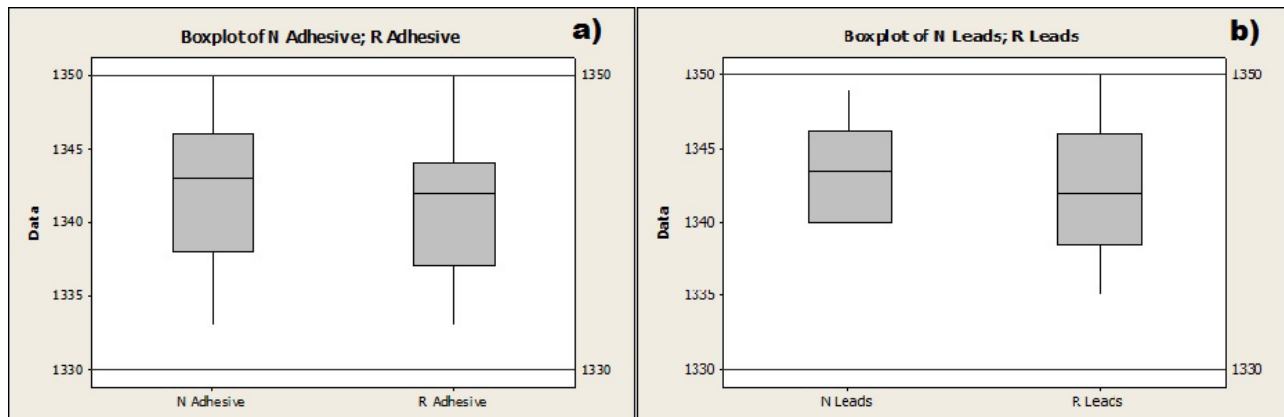 Boxplot of N Adhesive; R Adhesive
a)
Data
1350
1345
1340
1335
1330
1350
1330
N Adhesive
R Adhesive
Boxplot of N Leads; R Leads
b)
Data
1350
1345
1340
1335
1330
1350
1330
N Leads
R Leads